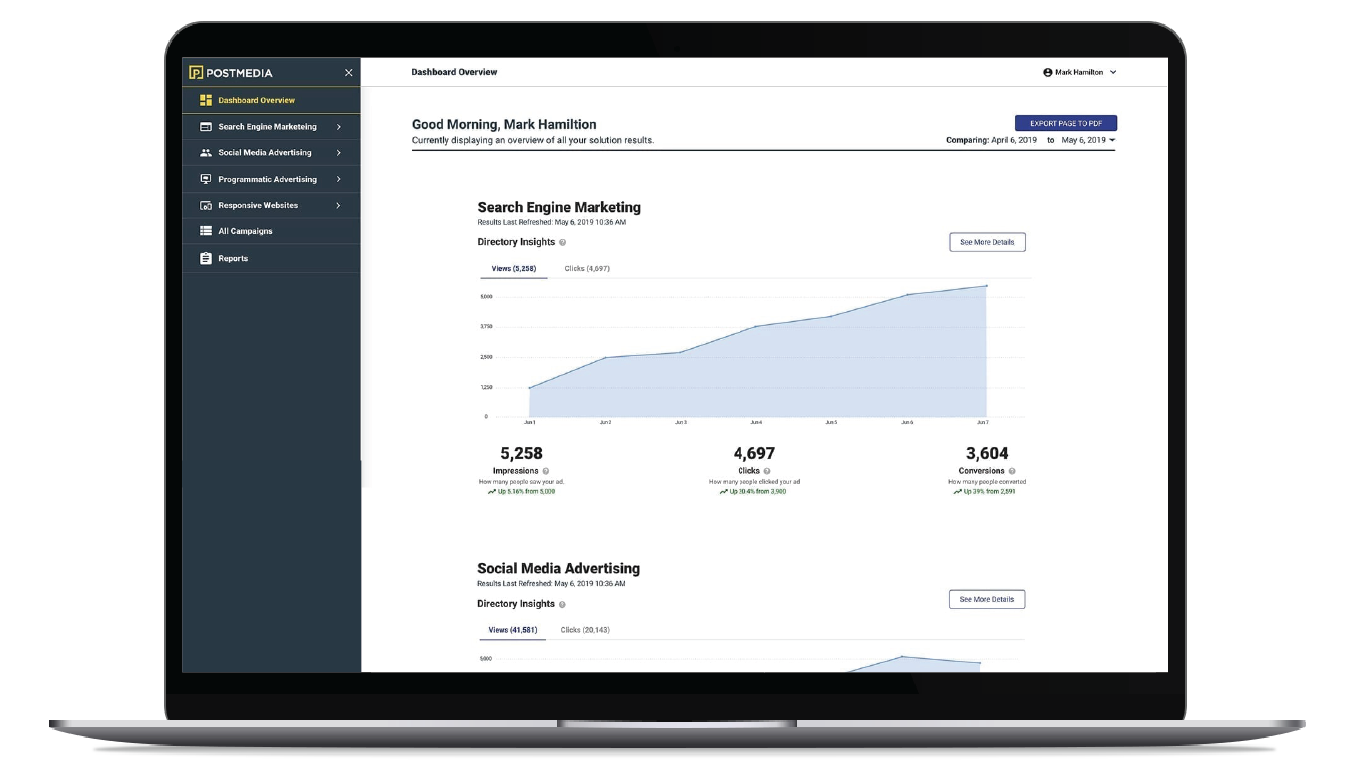 POSTMEDIA
Dashboard Overview
Search Engine Marketeing
Social Media Advertising
Programmatic Advertising
Responsive Websites
All Campaigns
Reports
Dashboard Overview
Mark Hamilton
Good Morning, Mark Hamiltion
EXPORT PAGE TO PDF
Currently displaying an overview of all your solution results.
Comparing: April 6, 2019 to May 6, 2019
Search Engine Marketing
Results Last Refreshed: May 6, 2019 10:36 AM
Directory Insights
See More Details
Views (5,258) Clicks (4,697)
5,000
3,750
2,500
1,250
0
Jun 1 Jun 2 Jun 3 Jun 4 Jun 5 Jun 6 Jun 7
5,258 4,697 3,604
Impressions Clicks Conversions
How many people saw your ad. How many people clicked your ad How many people converted
Up 5.16% from 5,000 Up 20.4% from 3,900 Up 39% from 2,591
Social Media Advertising
Results Last Refreshed: May 6, 2019 10:36 AM
Directory Insights
See More Details
Views (41,581) Clicks (20,143)
5,000